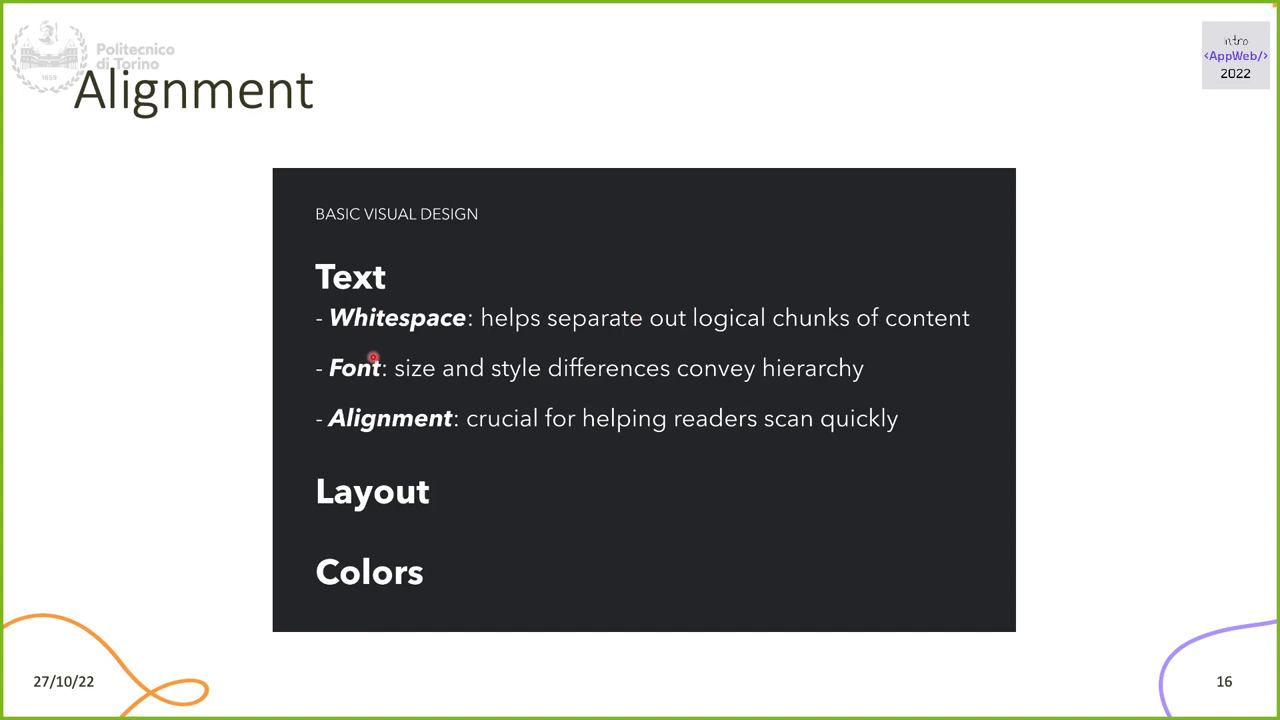 Politecnico
di Torino
1859
Alignment
intro
<AppWeb/>
2022
BASIC VISUAL DESIGN
Text
- Whitespace: helps separate out logical chunks of content
- Font: size and style differences convey hierarchy
- Alignment: crucial for helping readers scan quickly
Layout
Colors
27/10/22
16